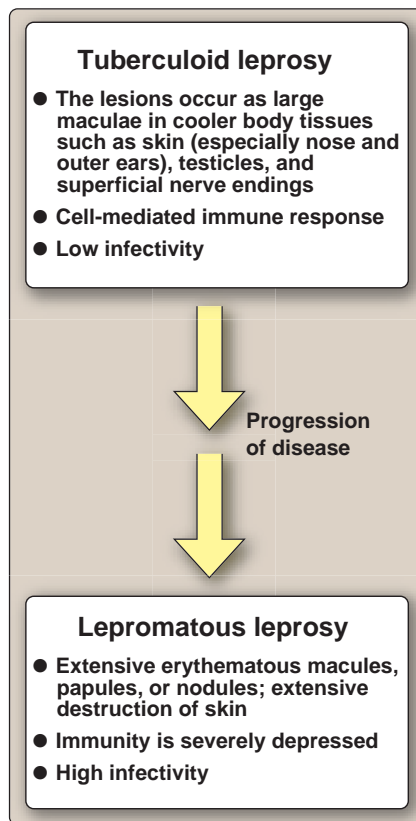 Tuberculoid leprosy
● The lesions occur as large
maculae in cooler body tissues
such as skin (especially nose and
outer ears), testicles, and
superficial nerve endings
● Cell-mediated immune response
● Low infectivity
Progression
of disease
Lepromatous leprosy
● Extensive erythematous macules,
papules, or nodules; extensive
destruction of skin
● Immunity is severely depressed
● High infectivity